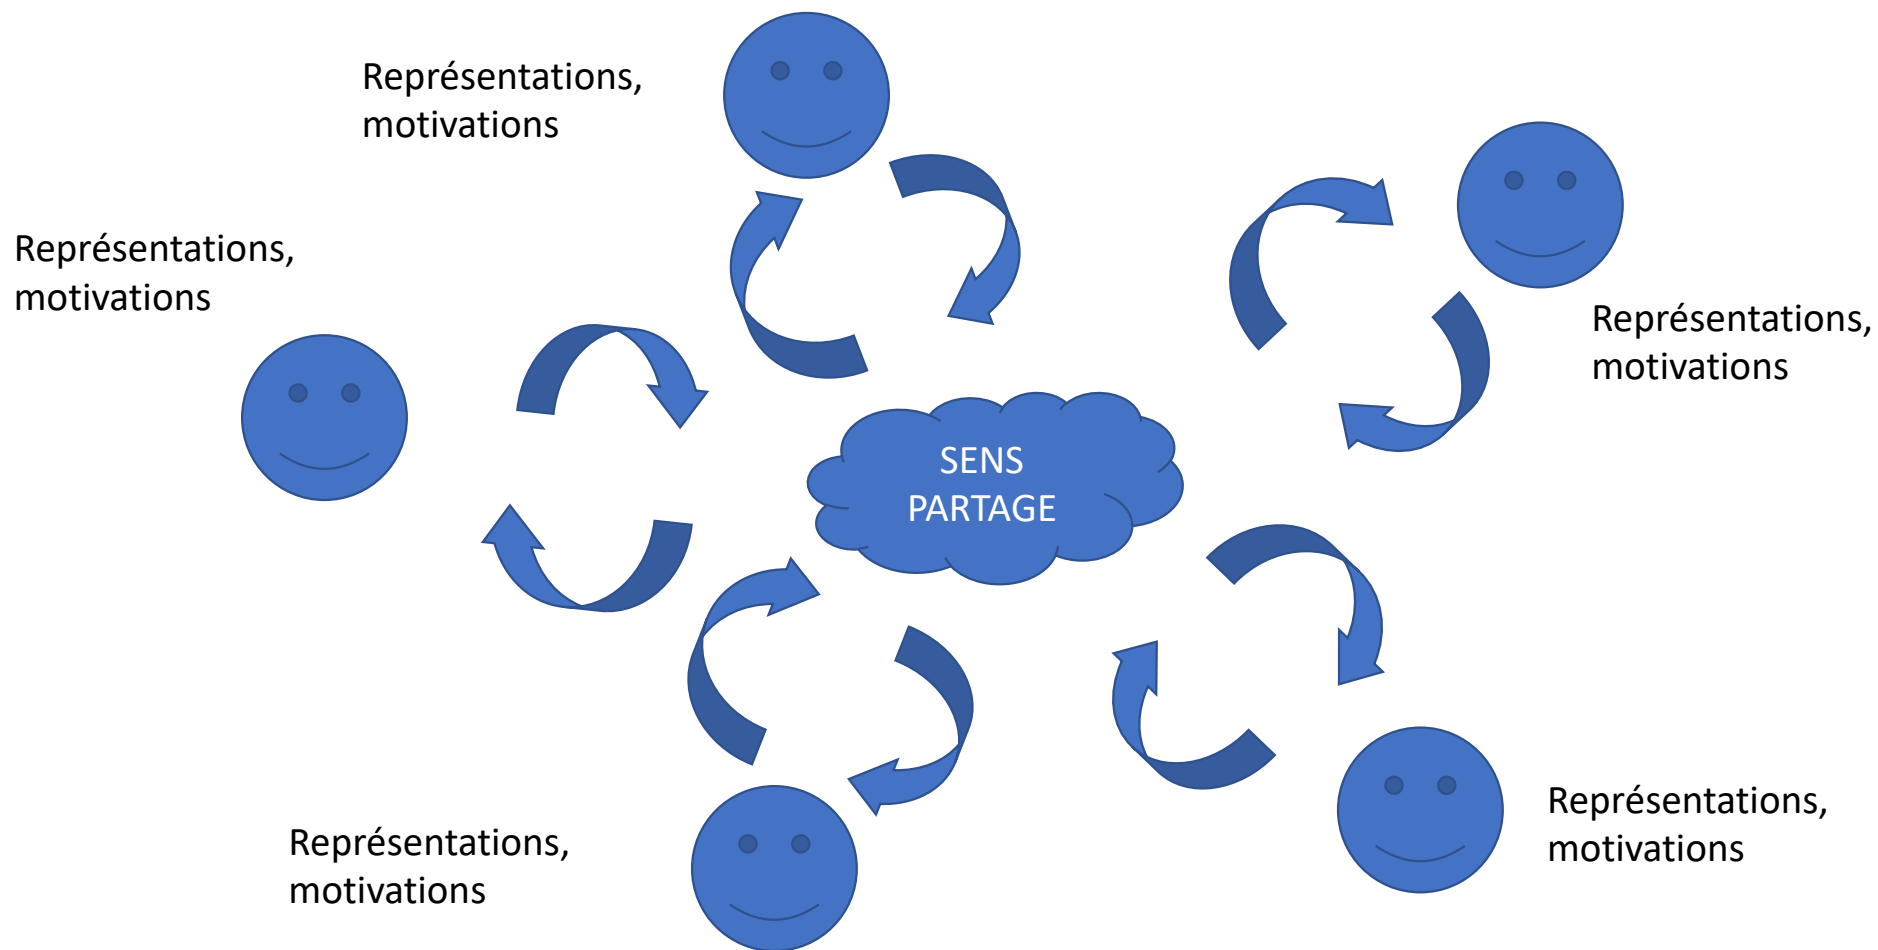 Représentations,
motivations
Représentations,
motivations
Représentations,
motivations
SENS
PARTAGE
Représentations,
motivations
Représentations,
motivations